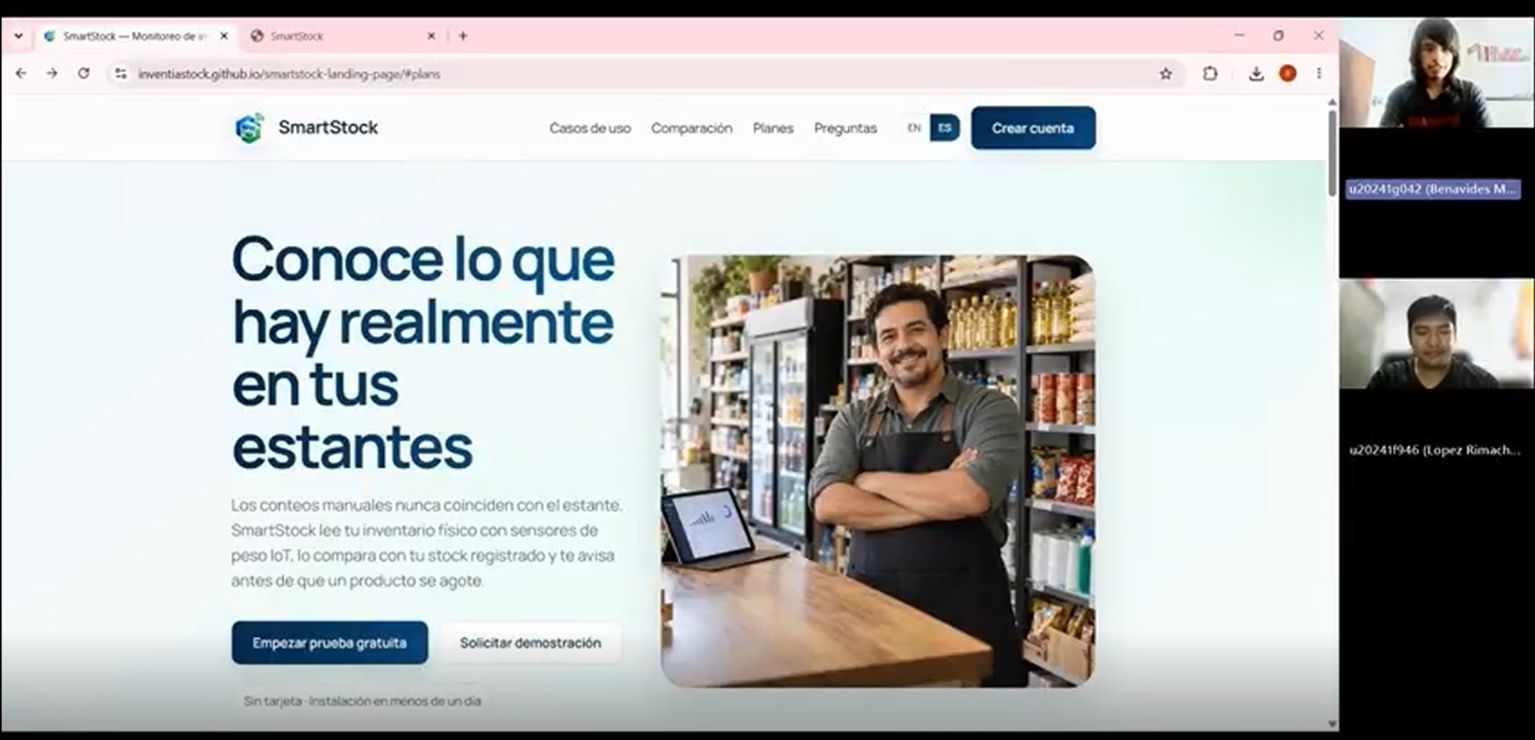 SmartStock — Monitoreo de in
SmartStock
inventiastock.github.io/smartstock-landing-page/#plans
SmartStock
Casos de uso
Comparación
Planes
Preguntas
EN
ES
Crear cuenta
Conoce lo que
hay realmente
en tus
estantes
Los conteos manuales nunca coinciden con el estante.
SmartStock lee tu inventario físico con sensores de
peso IoT, lo compara con tu stock registrado y te avisa
antes de que un producto se agote.
Empezar prueba gratuita
Solicitar demostración
Sin tarjeta · Instalación en menos de un día
u20241g042 (Benavides M...
u20241f946 (Lopez Rimach...